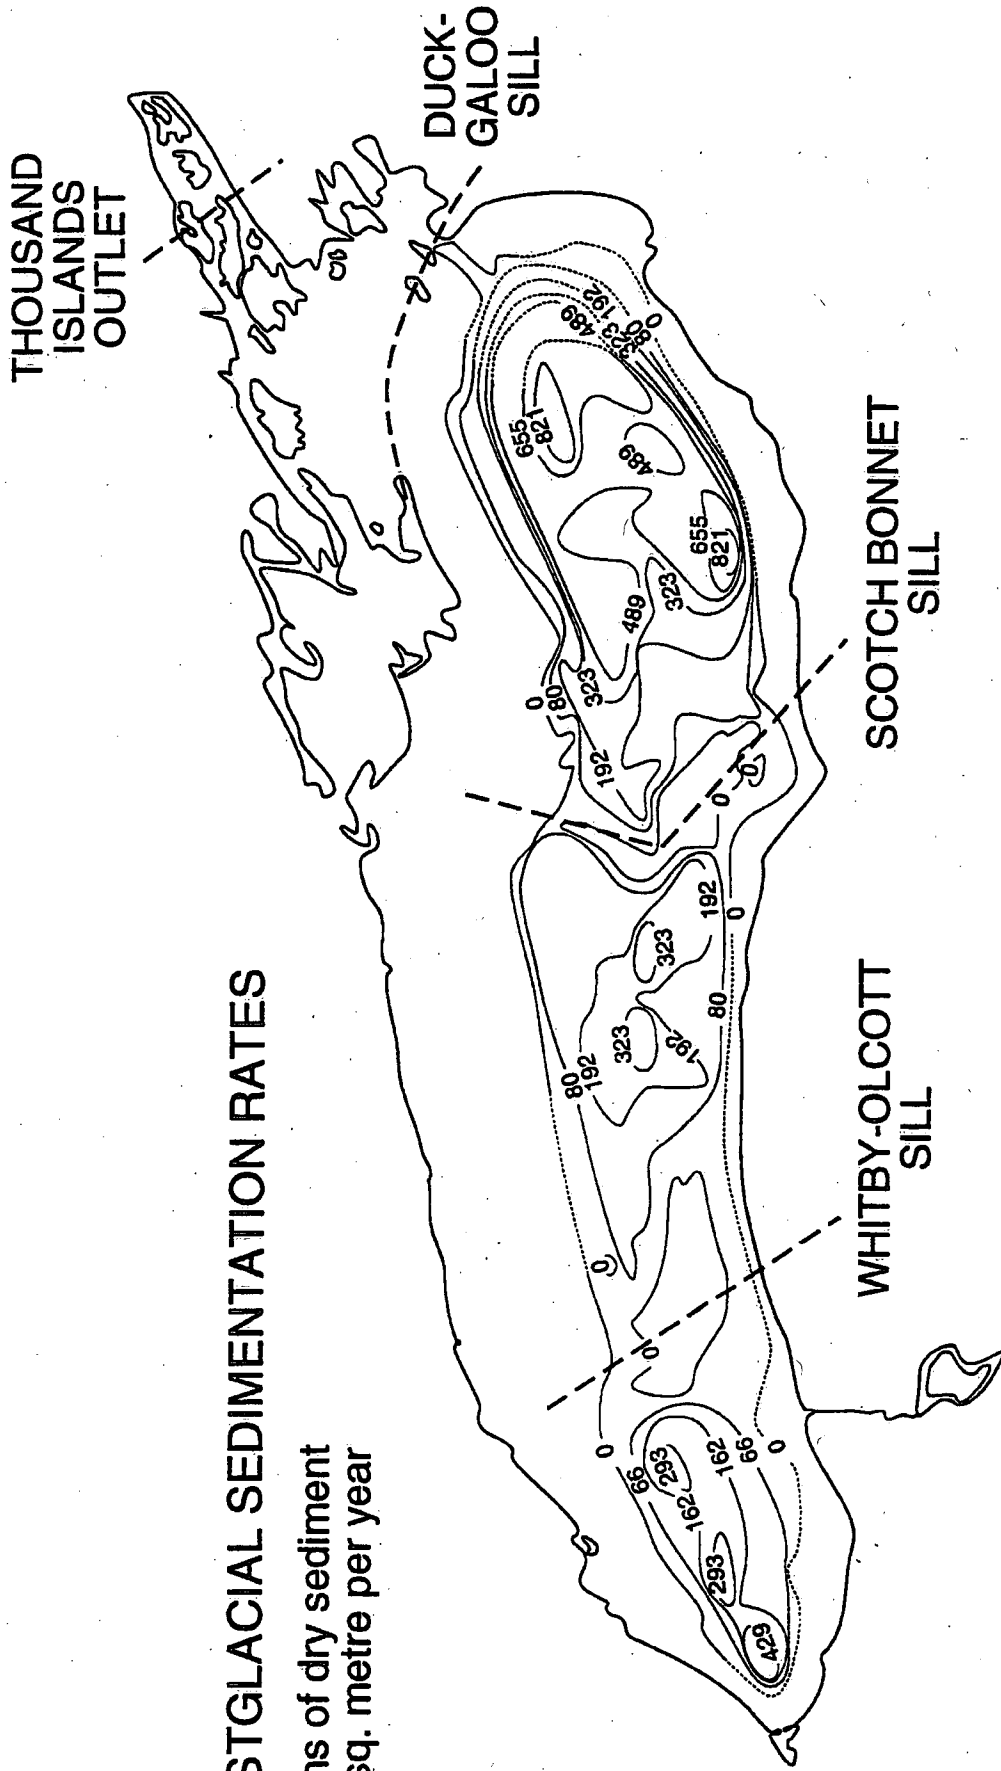 THOUSAND
ISLANDS
OUTLET
DUCK-
GALOO
SILL
STGLACIAL SEDIMENTATION RATES
ns of dry sediment
sq. metre per year
0
66
293
162
293
429
162
66
0
0
0
80
192
323
192
323
80
192
0
0
0
0
80
192
323
489
323
655
821
655
821
489
489
323
192
80
0
WHITBY-OLCOTT
SILL
SCOTCH BONNET
SILL